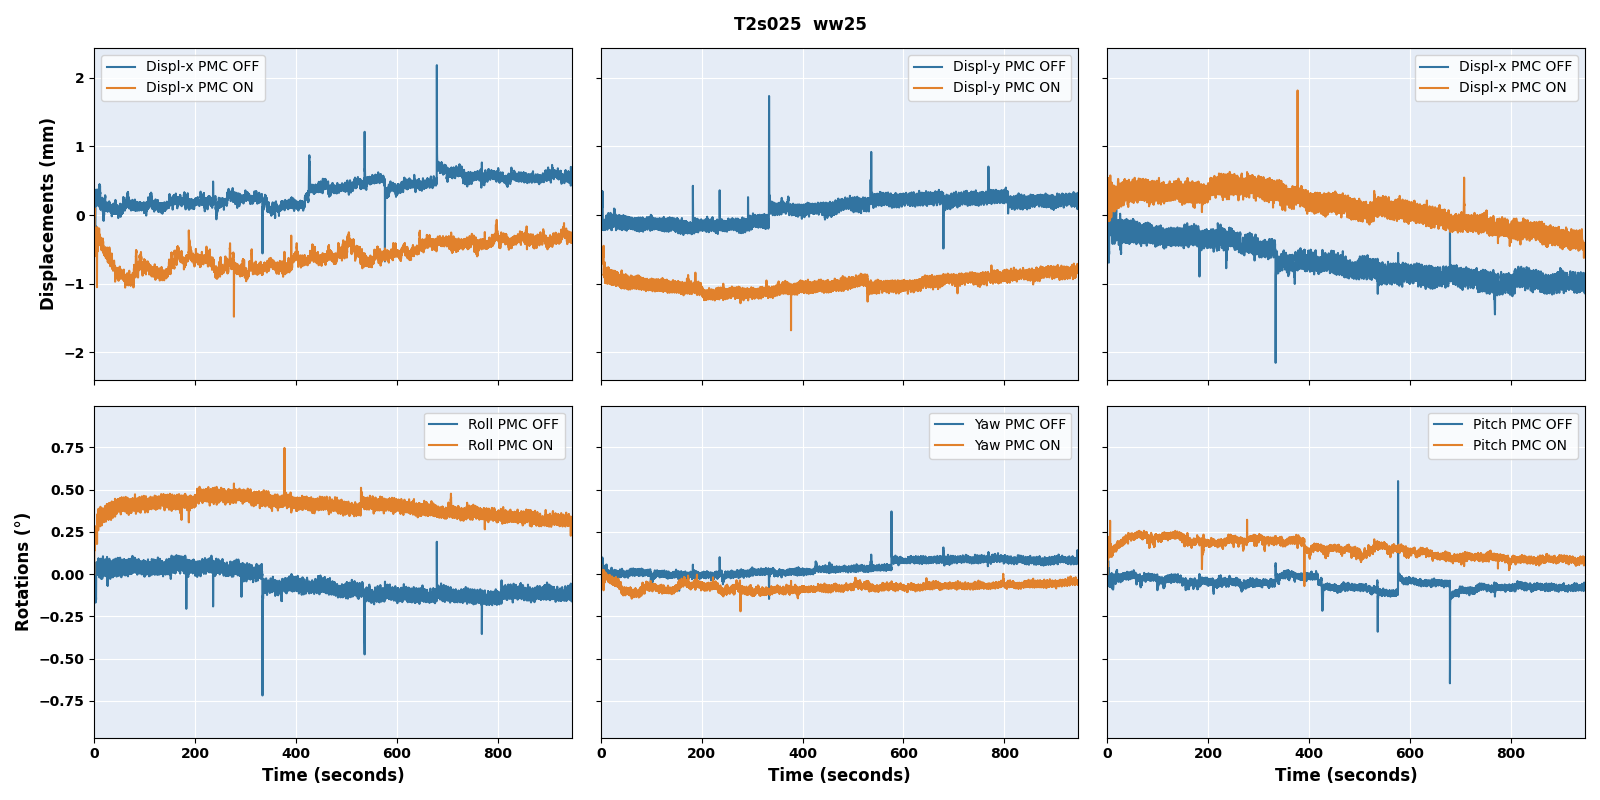 T2s025  ww25
Displ-x PMC OFF
Displ-x PMC ON
Displ-y PMC OFF
Displ-y PMC ON
Displ-x PMC OFF
Displ-x PMC ON
Displacements (mm)
2
1
0
−1
−2
Roll PMC OFF
Roll PMC ON
Yaw PMC OFF
Yaw PMC ON
Pitch PMC OFF
Pitch PMC ON
Rotations (°)
0.75
0.50
0.25
0.00
−0.25
−0.50
−0.75
0 200 400 600 800
0 200 400 600 800
0 200 400 600 800
Time (seconds)
Time (seconds)
Time (seconds)